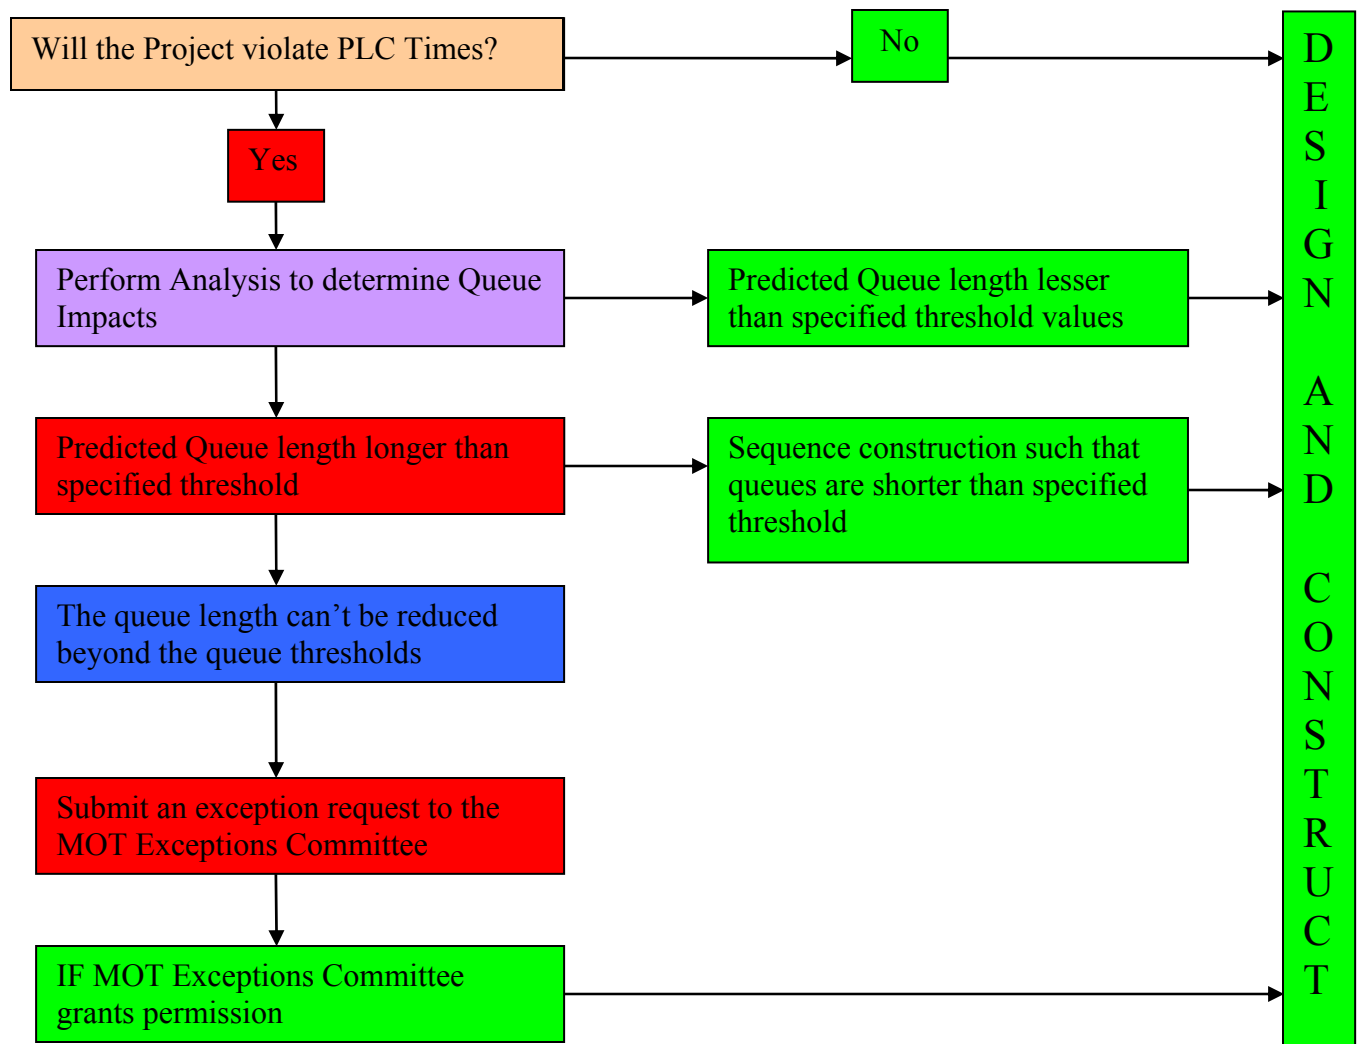 Will the Project violate PLC Times?
No
Yes
Perform Analysis to determine Queue
Impacts
Predicted Queue length lesser
than specified threshold values
Predicted Queue length longer than
specified threshold
Sequence construction such that
queues are shorter than specified
threshold
The queue length can’t be reduced
beyond the queue thresholds
Submit an exception request to the
MOT Exceptions Committee
IF MOT Exceptions Committee
grants permission
D
E
S
I
G
N
A
N
D
C
O
N
S
T
R
U
C
T